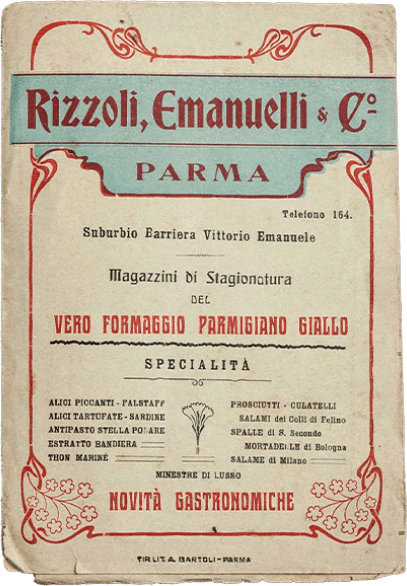 Rizzoli, Emanuelli & Cº
PARMA
Telefono 164.
Suburbio Barriera Vittorio Emanuele
Magazzini di Stagionatura
DEL
VERO FORMAGGIO PARMIGIANO GIALLO
SPECIALITÀ
ALICI PICCANTI - FALSTAFF
ALICI TARTUFATE - SARDINE
ANTIPASTO STELLA POLARE
ESTRATTO BANDIERA
THON MARINÉ
PROSCIUTTI - CULATELLI
SALAMI dei Colli di Felino
SPALLE di S. Secondo
MORTADELLE di Bologna
SALAME di Milano
MINESTRE DI LUSSO
NOVITÀ GASTRONOMICHE
TIP. LIT. A. BARTOLI - PARMA